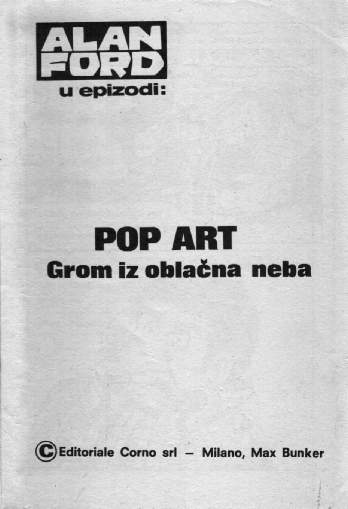 ALAN
FORD
u epizodi:
POP ART
Grom iz oblačna neba
© Editoriale Corno srl – Milano, Max Bunker